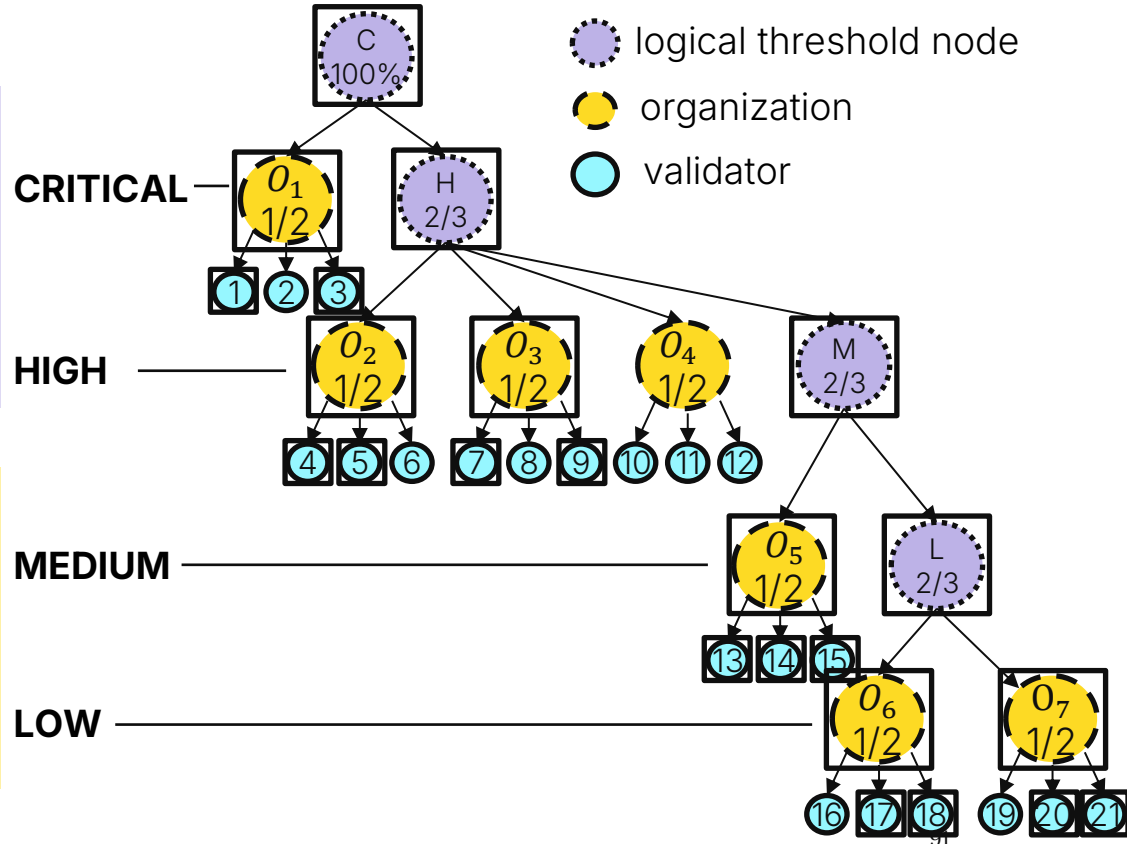 C
100%
logical threshold node
organization
validator
CRITICAL
O₁
1/2
H
2/3
1
2
3
HIGH
O₂
1/2
O₃
1/2
O₄
1/2
M
2/3
4
5
6
7
8
9
10
11
12
MEDIUM
O₅
1/2
L
2/3
13
14
15
LOW
O₆
1/2
O₇
1/2
16
17
18
19
20
21
91